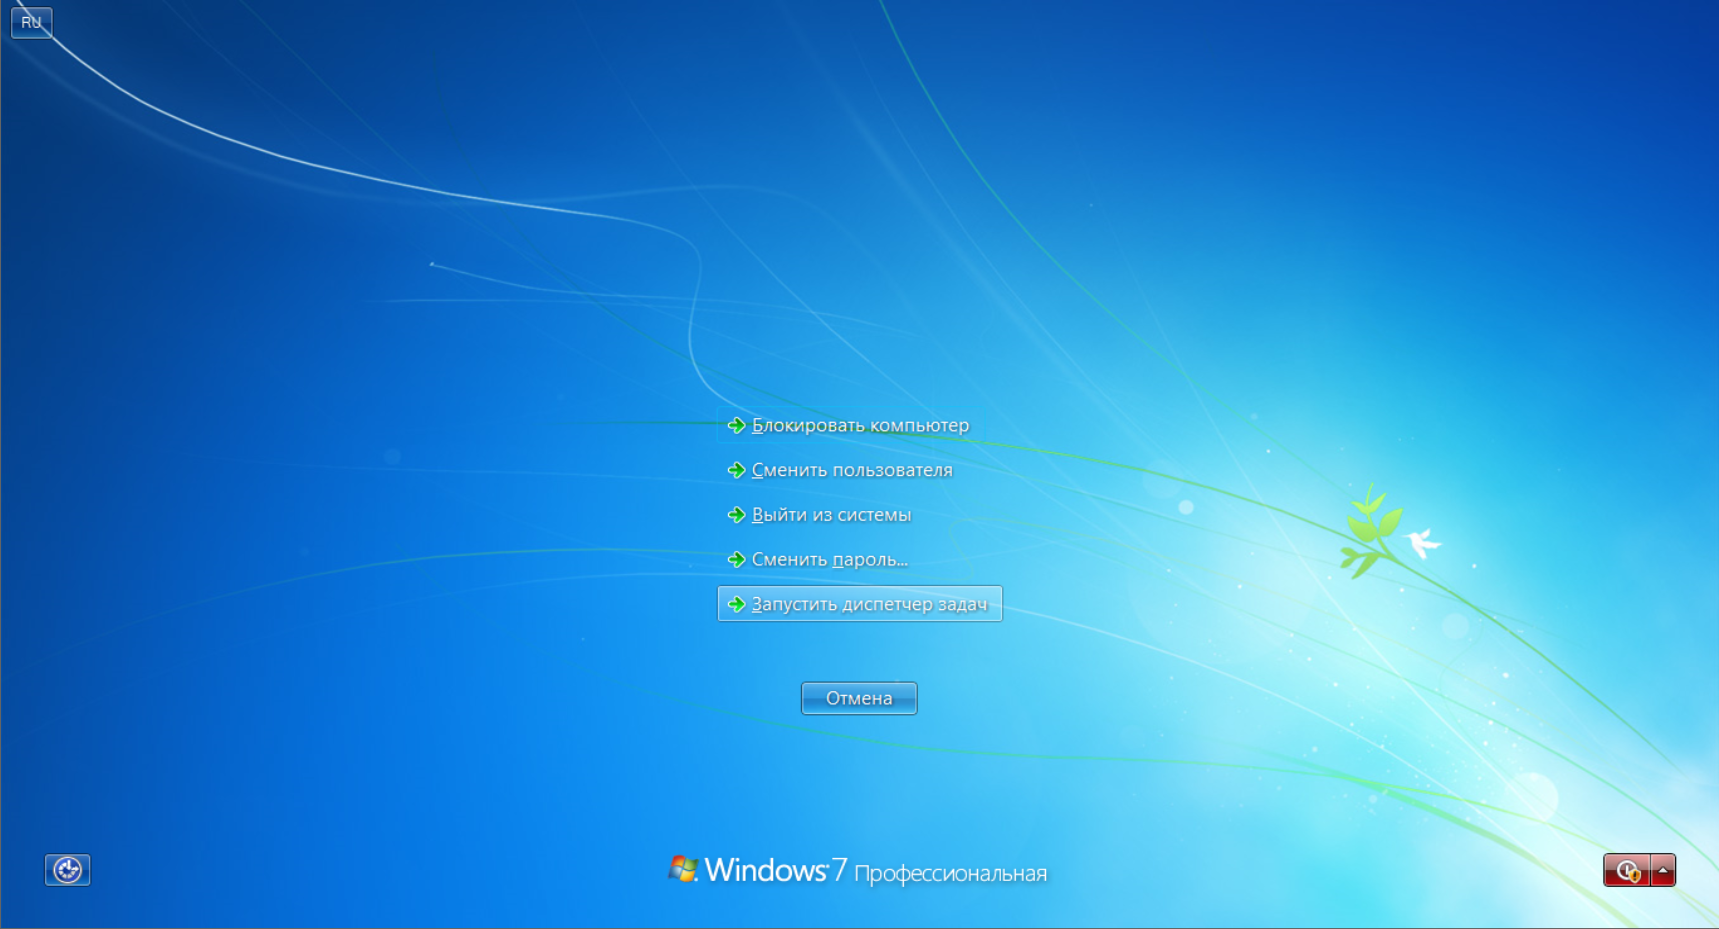 RU
Блокировать компьютер
Сменить пользователя
Выйти из системы
Сменить пароль...
Запустить диспетчер задач
Отмена
Windows 7 Профессиональная